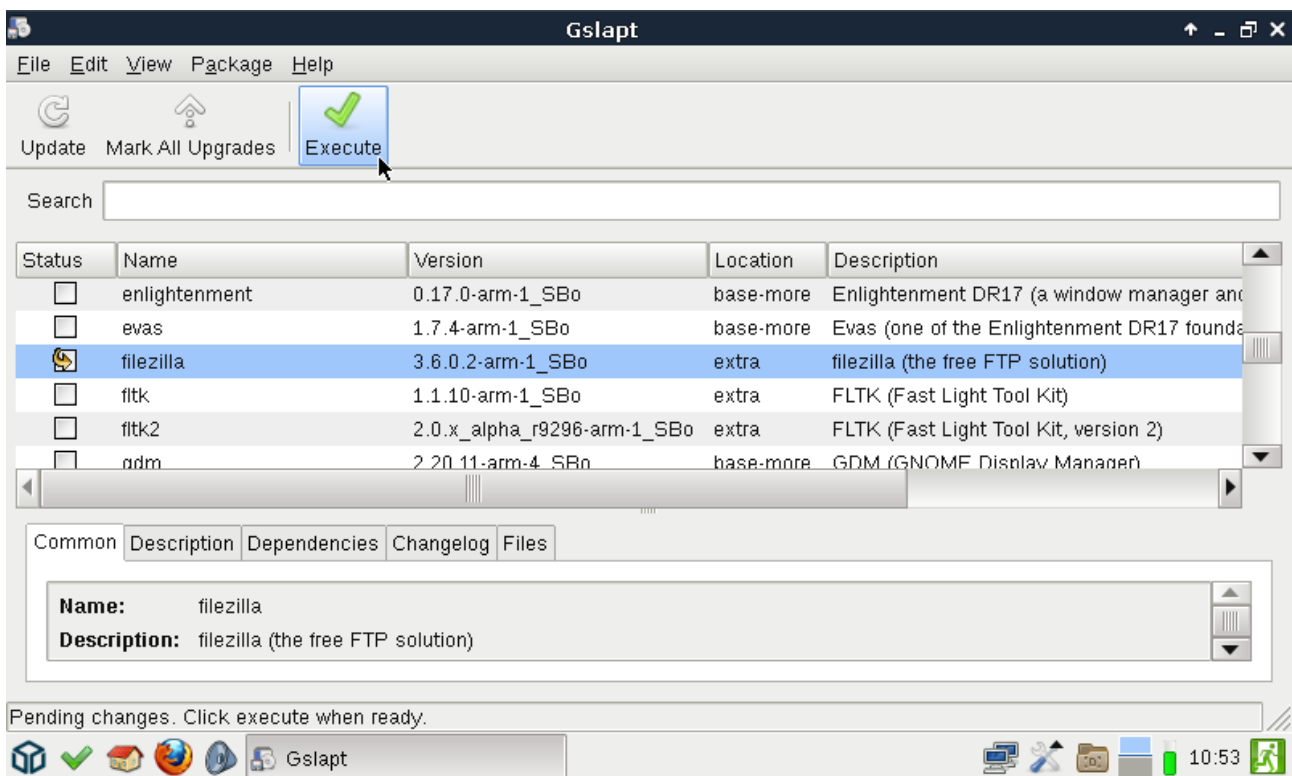 Gslapt
File Edit View Package Help
Update Mark All Upgrades Execute
Search
Status Name Version Location Description
enlightenment 0.17.0-arm-1_SBo base-more Enlightenment DR17 (a window manager and
evas 1.7.4-arm-1_SBo base-more Evas (one of the Enlightenment DR17 founda
filezilla 3.6.0.2-arm-1_SBo extra filezilla (the free FTP solution)
fltk 1.1.10-arm-1_SBo extra FLTK (Fast Light Tool Kit)
fltk2 2.0.x_alpha_r9296-arm-1_SBo extra FLTK (Fast Light Tool Kit, version 2)
gdm 2.20.11-arm-4_SBo base-more GDM (GNOME Display Manager)
Common Description Dependencies Changelog Files
Name: filezilla
Description: filezilla (the free FTP solution)
Pending changes. Click execute when ready.
Gslapt 10:53